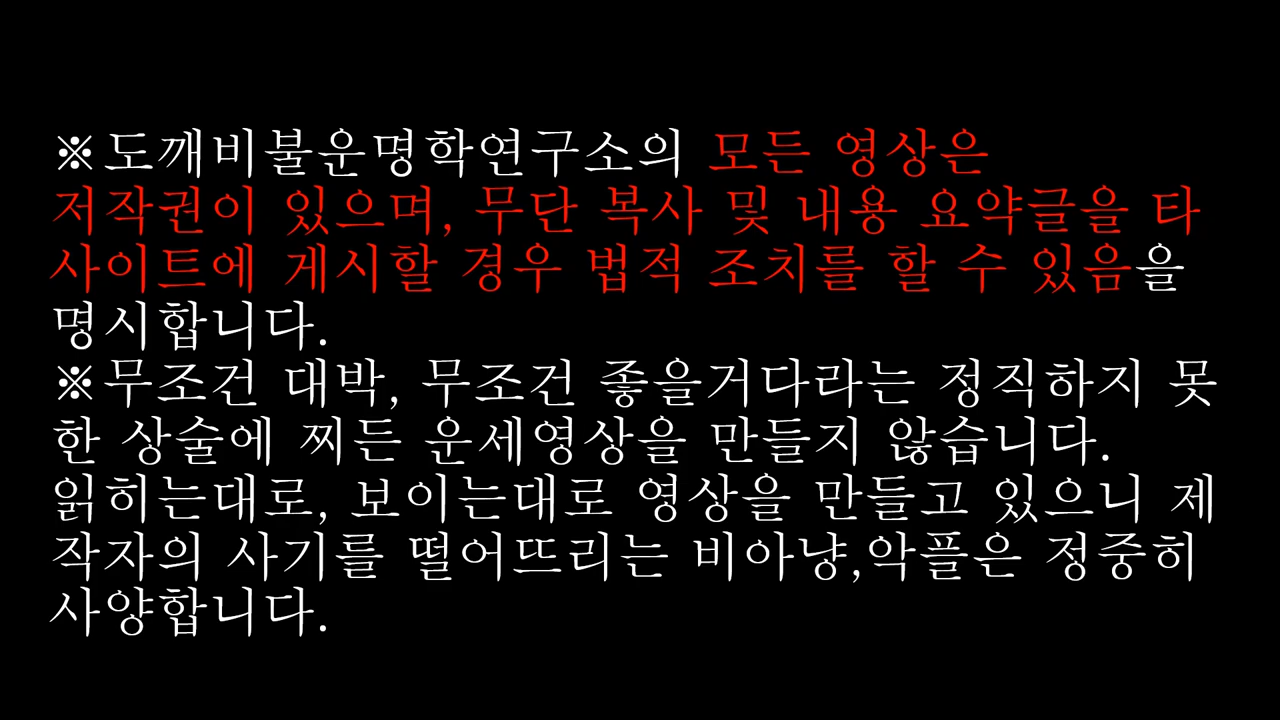 ※도깨비불운명학연구소의 모든 영상은
저작권이 있으며, 무단 복사 및 내용 요약글을 타
사이트에 게시할 경우 법적 조치를 할 수 있음을
명시합니다.
※무조건 대박, 무조건 좋을거다라는 정직하지 못
한 상술에 찌든 운세영상을 만들지 않습니다.
읽히는대로, 보이는대로 영상을 만들고 있으니 제
작자의 사기를 떨어뜨리는 비아냥,악플은 정중히
사양합니다.